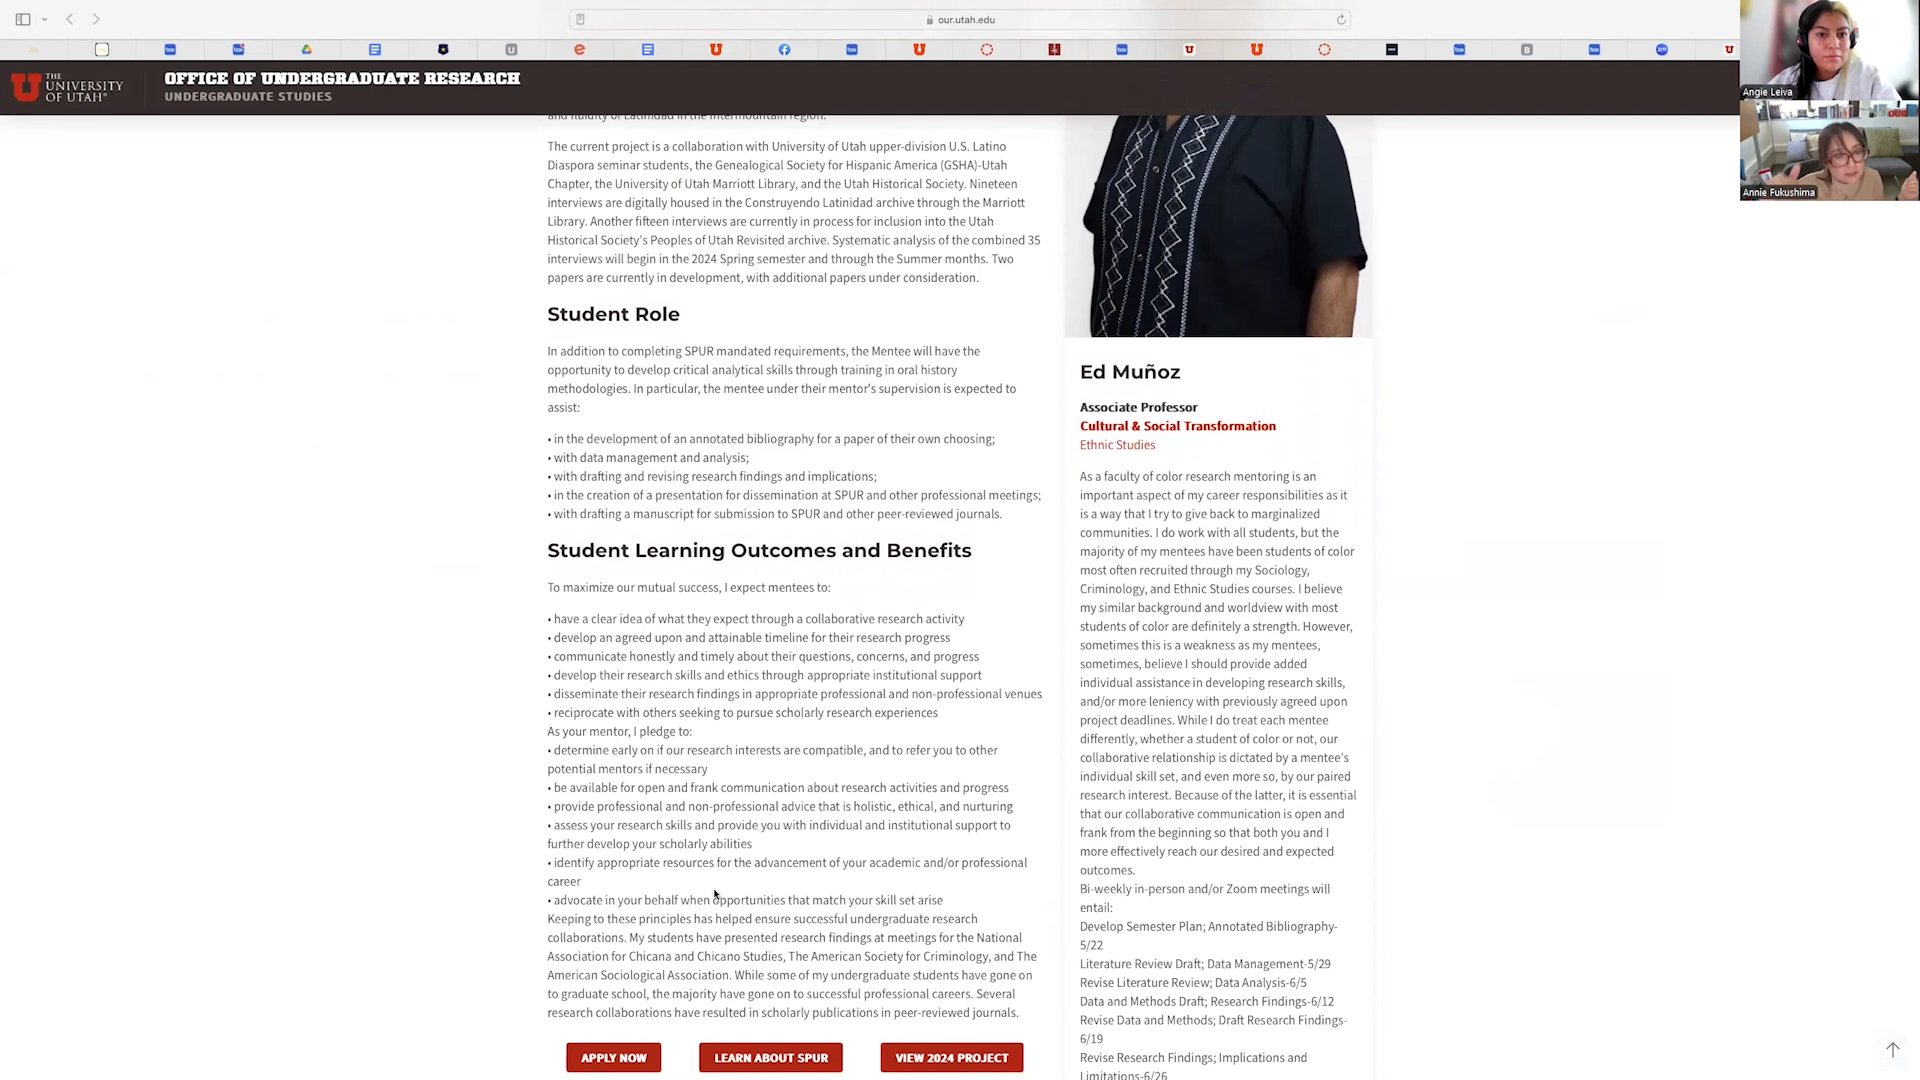 our.utah.edu
THE
UNIVERSITY
OF UTAH
OFFICE OF UNDERGRADUATE RESEARCH
UNDERGRADUATE STUDIES
Angie Leiva
Annie Fukushima
and fluidity of Latinidad in the intermountain region.
The current project is a collaboration with University of Utah upper-division U.S. Latino
Diaspora seminar students, the Genealogical Society for Hispanic America (GSHA)-Utah
Chapter, the University of Utah Marriott Library, and the Utah Historical Society. Nineteen
interviews are digitally housed in the Construyendo Latinidad archive through the Marriott
Library. Another fifteen interviews are currently in process for inclusion into the Utah
Historical Society's Peoples of Utah Revisited archive. Systematic analysis of the combined 35
interviews will begin in the 2024 Spring semester and through the Summer months. Two
papers are currently in development, with additional papers under consideration.
Student Role
In addition to completing SPUR mandated requirements, the Mentee will have the
opportunity to develop critical analytical skills through training in oral history
methodologies. In particular, the mentee under their mentor's supervision is expected to
assist:
• in the development of an annotated bibliography for a paper of their own choosing;
• with data management and analysis;
• with drafting and revising research findings and implications;
• in the creation of a presentation for dissemination at SPUR and other professional meetings;
• with drafting a manuscript for submission to SPUR and other peer-reviewed journals.
Student Learning Outcomes and Benefits
To maximize our mutual success, I expect mentees to:
• have a clear idea of what they expect through a collaborative research activity
• develop an agreed upon and attainable timeline for their research progress
• communicate honestly and timely about their questions, concerns, and progress
• develop their research skills and ethics through appropriate institutional support
• disseminate their research findings in appropriate professional and non-professional venues
• reciprocate with others seeking to pursue scholarly research experiences
As your mentor, I pledge to:
• determine early on if our research interests are compatible, and to refer you to other
potential mentors if necessary
• be available for open and frank communication about research activities and progress
• provide professional and non-professional advice that is holistic, ethical, and nurturing
• assess your research skills and provide you with individual and institutional support to
further develop your scholarly abilities
• identify appropriate resources for the advancement of your academic and/or professional
career
• advocate in your behalf when opportunities that match your skill set arise
Keeping to these principles has helped ensure successful undergraduate research
collaborations. My students have presented research findings at meetings for the National
Association for Chicana and Chicano Studies, The American Society for Criminology, and The
American Sociological Association. While some of my undergraduate students have gone on
to graduate school, the majority have gone on to successful professional careers. Several
research collaborations have resulted in scholarly publications in peer-reviewed journals.
APPLY NOW
LEARN ABOUT SPUR
VIEW 2024 PROJECT
Ed Muñoz
Associate Professor
Cultural & Social Transformation
Ethnic Studies
As a faculty of color research mentoring is an
important aspect of my career responsibilities as it
is a way that I try to give back to marginalized
communities. I do work with all students, but the
majority of my mentees have been students of color
most often recruited through my Sociology,
Criminology, and Ethnic Studies courses. I believe
my similar background and worldview with most
students of color are definitely a strength. However,
sometimes this is a weakness as my mentees,
sometimes, believe I should provide added
individual assistance in developing research skills,
and/or more leniency with previously agreed upon
project deadlines. While I do treat each mentee
differently, whether a student of color or not, our
collaborative relationship is dictated by a mentee's
individual skill set, and even more so, by our paired
research interest. Because of the latter, it is essential
that our collaborative communication is open and
frank from the beginning so that both you and I
more effectively reach our desired and expected
outcomes.
Bi-weekly in-person and/or Zoom meetings will
entail:
Develop Semester Plan; Annotated Bibliography-
5/22
Literature Review Draft; Data Management-5/29
Revise Literature Review; Data Analysis-6/5
Data and Methods Draft; Research Findings-6/12
Revise Data and Methods; Draft Research Findings-
6/19
Revise Research Findings; Implications and
Limitations-6/26